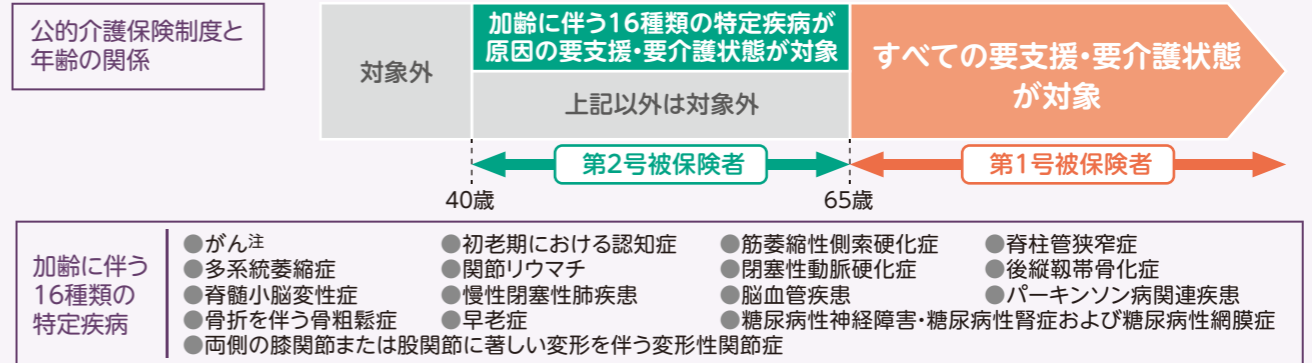 公的介護保険制度と
年齢の関係
対象外
加齢に伴う16種類の特定疾病が
原因の要支援・要介護状態が対象
上記以外は対象外
すべての要支援・要介護状態
が対象
第2号被保険者
第1号被保険者
40歳
65歳
加齢に伴う
16種類の
特定疾病
●がん注 ●初老期における認知症 ●筋萎縮性側索硬化症 ●脊柱管狭窄症
●多系統萎縮症 ●関節リウマチ ●閉塞性動脈硬化症 ●後縦靱帯骨化症
●脊髄小脳変性症 ●慢性閉塞性肺疾患 ●脳血管疾患 ●パーキンソン病関連疾患
●骨折を伴う骨粗鬆症 ●早老症 ●糖尿病性神経障害・糖尿病性腎症および糖尿病性網膜症
●両側の膝関節または股関節に著しい変形を伴う変形性関節症